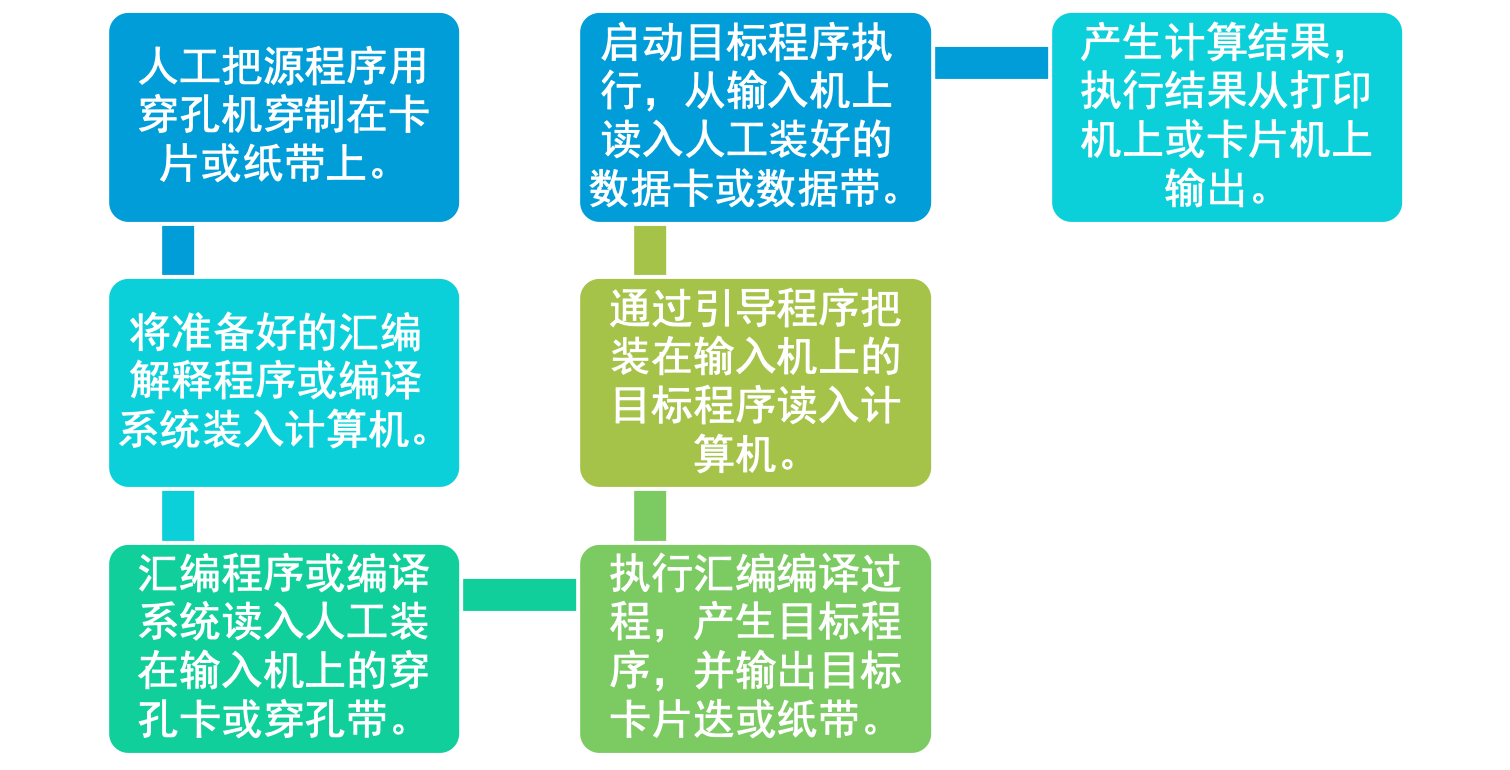 人工把源程序用
穿孔机穿制在卡
片或纸带上。
将准备好的汇编
解释程序或编译
系统装入计算机。
汇编程序或编译
系统读入人工装
在输入机上的穿
孔卡或穿孔带。
执行汇编编译过
程，产生目标程
序，并输出目标
卡片迭或纸带。
通过引导程序把
装在输入机上的
目标程序读入计
算机。
启动目标程序执
行，从输入机上
读入人工装好的
数据卡或数据带。
产生计算结果，
执行结果从打印
机上或卡片机上
输出。